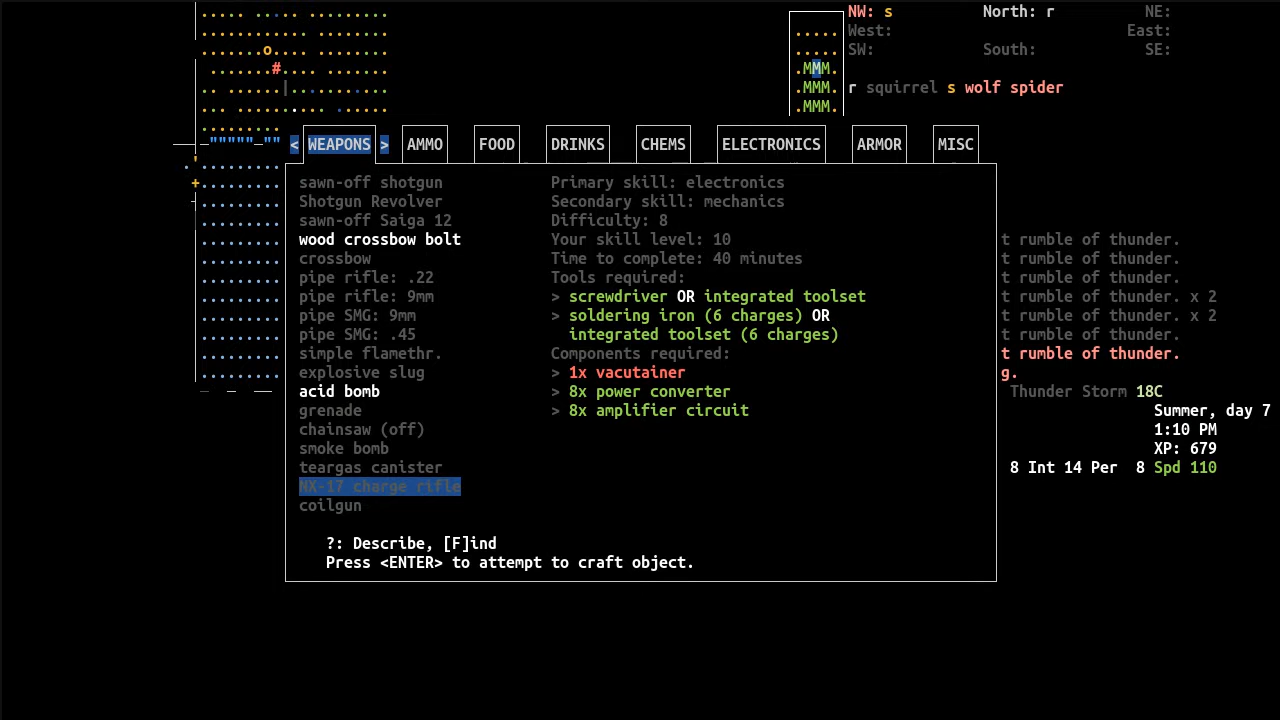 NW: s North: r NE:
West: East:
SW: South: SE:
r squirrel s wolf spider
.MMM.
.MMM.
.MMM.
< WEAPONS > AMMO FOOD DRINKS CHEMS ELECTRONICS ARMOR MISC
sawn-off shotgun
Shotgun Revolver
sawn-off Saiga 12
wood crossbow bolt
crossbow
pipe rifle: .22
pipe rifle: 9mm
pipe SMG: 9mm
pipe SMG: .45
simple flamethr.
explosive slug
acid bomb
grenade
chainsaw (off)
smoke bomb
teargas canister
NX-17 charge rifle
coilgun
Primary skill: electronics
Secondary skill: mechanics
Difficulty: 8
Your skill level: 10
Time to complete: 40 minutes
Tools required:
> screwdriver OR integrated toolset
> soldering iron (6 charges) OR
integrated toolset (6 charges)
Components required:
> 1x vacutainer
> 8x power converter
> 8x amplifier circuit
?: Describe, [F]ind
Press <ENTER> to attempt to craft object.
t rumble of thunder.
t rumble of thunder.
t rumble of thunder.
t rumble of thunder. x 2
t rumble of thunder. x 2
t rumble of thunder.
t rumble of thunder.
g.
Thunder Storm 18C
Summer, day 7
1:10 PM
XP: 679
8 Int 14 Per 8 Spd 110